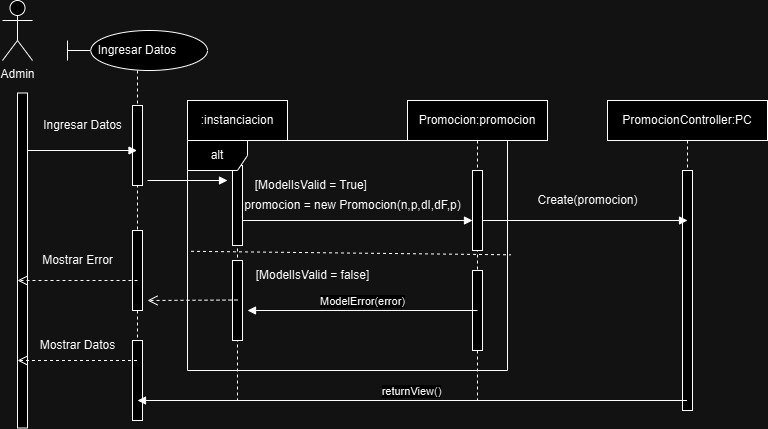 Ingresar Datos
Admin
:instanciacion
Promocion:promocion
PromocionController:PC
Ingresar Datos
alt
[ModelIsValid = True]
promocion = new Promocion(n,p,dI,dF,p)
Create(promocion)
Mostrar Error
[ModelIsValid = false]
ModelError(error)
Mostrar Datos
returnView()